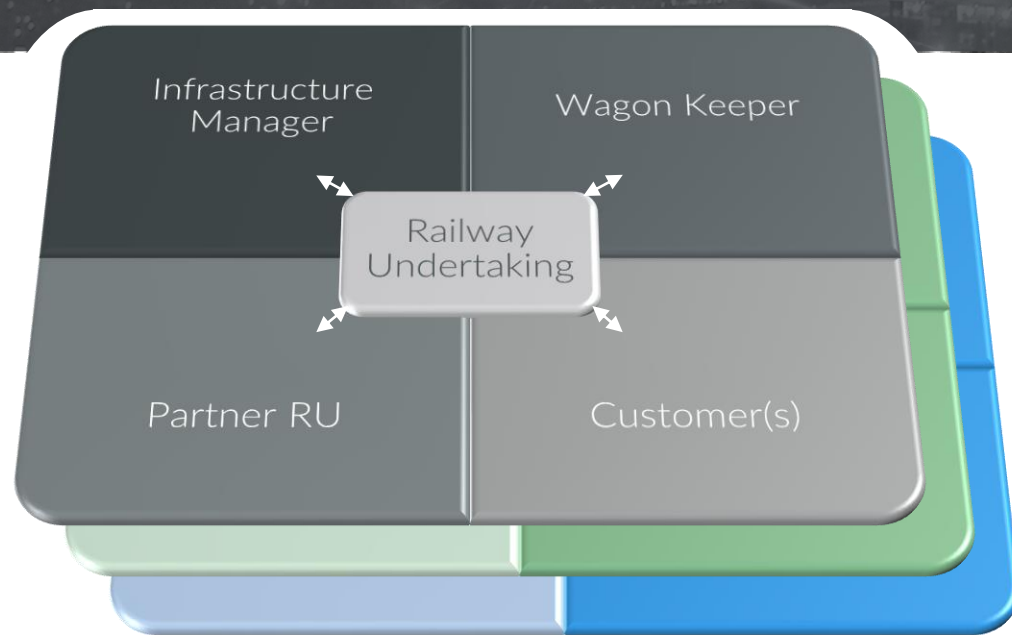 Infrastructure
Manager
Wagon Keeper
Railway
Undertaking
Partner RU
Customer(s)